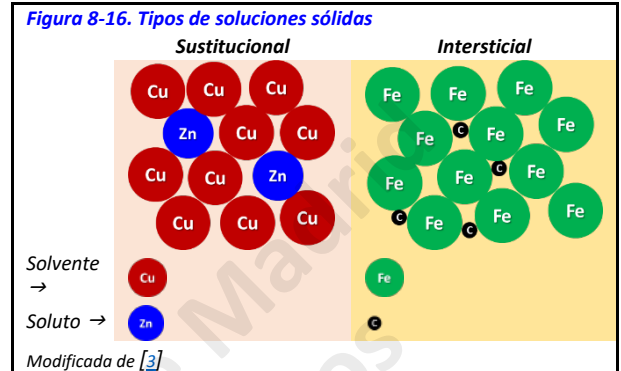 Figura 8-16. Tipos de soluciones sólidas
Sustitucional Intersticial
Cu Cu Cu
Zn Cu Cu
Cu Cu Zn
Cu Cu Cu
Fe Fe Fe
Fe C Fe Fe
Fe Fe C Fe
C Fe C Fe Fe
Solvente
→ Cu Fe
Soluto → Zn C
Modificada de [3]